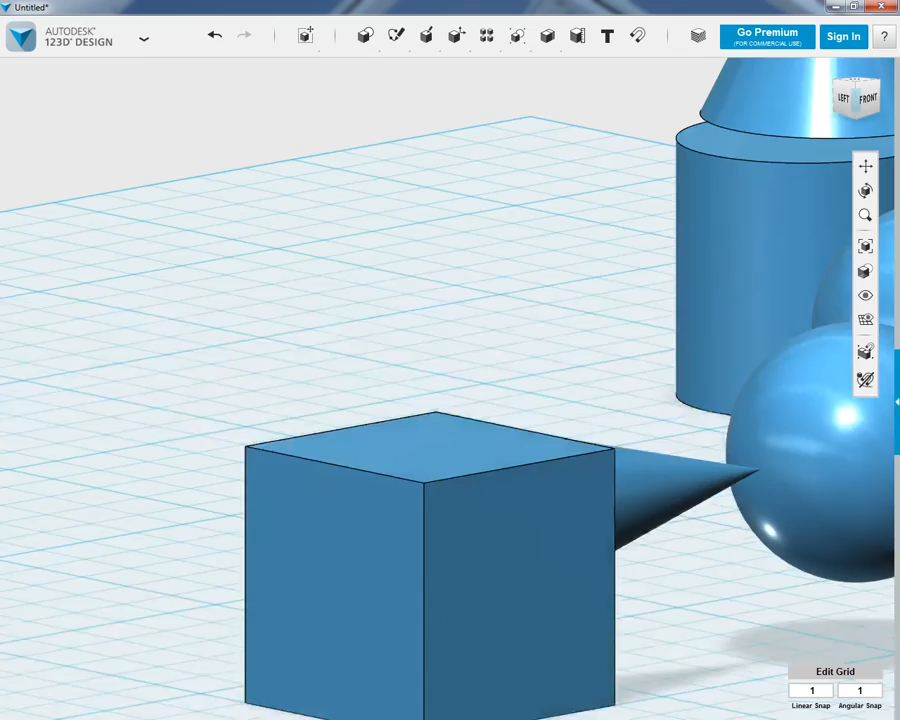 Untitled*
AUTODESK®
123D® DESIGN
T
Go Premium
(FOR COMMERCIAL USE)
Sign In
?
LEFT
FRONT
Edit Grid
1
1
Linear Snap
Angular Snap